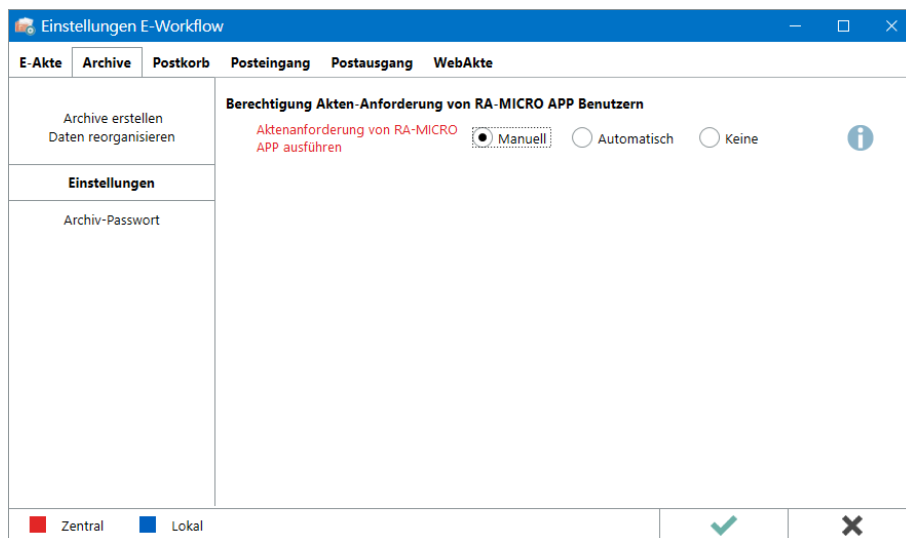 Einstellungen E-Workflow
E-Akte Archive Postkorb Posteingang Postausgang WebAkte
Archive erstellen
Daten reorganisieren
Einstellungen
Archiv-Passwort
Berechtigung Akten-Anforderung von RA-MICRO APP Benutzern
Aktenanforderung von RA-MICRO
APP ausführen
Manuell Automatisch Keine
Zentral Lokal